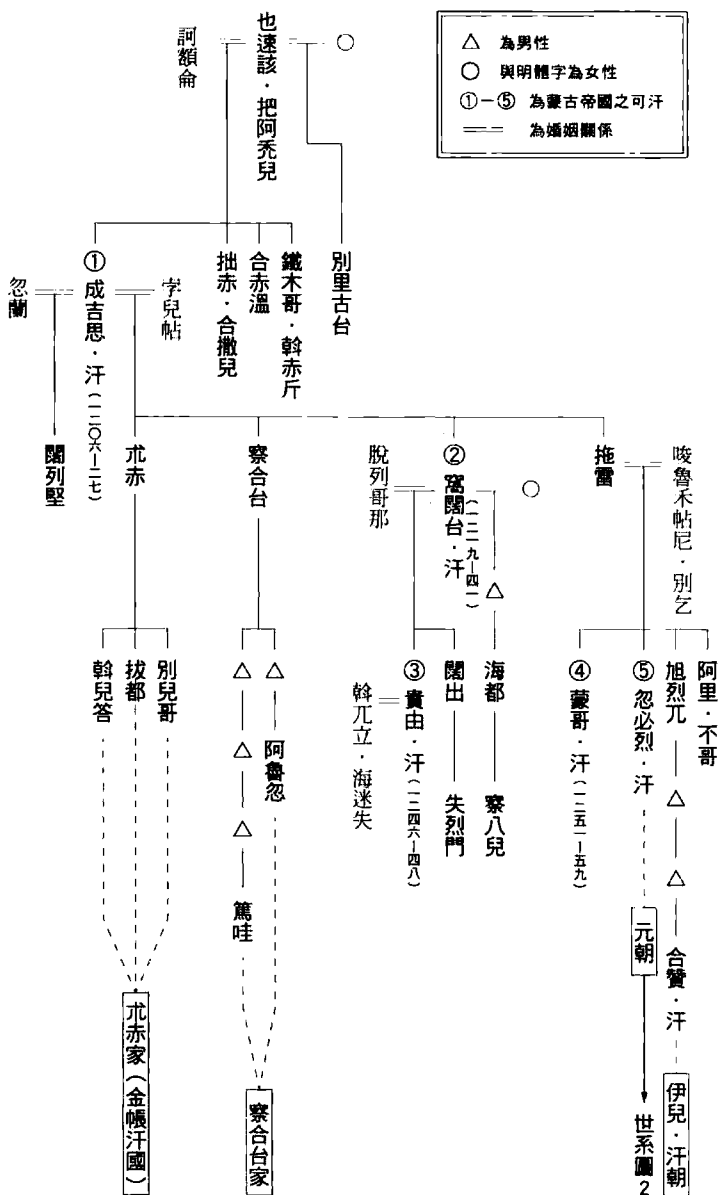 △ 為男性
○ 與明體字為女性
①－⑤ 為蒙古帝國之可汗
＝＝ 為婚姻關係
○
也速該．把阿禿兒
訶額侖
別里古台
鐵木哥．斡赤斤
合赤溫
拙赤．合撒兒
孛兒帖
①成吉思．汗（一二〇六—二七）
忽蘭
唆魯禾帖尼．別乞
拖雷
○
②窩闊台．汗（一二二九—四一）
脫列哥那
察合台
朮赤
闊列堅
阿里．不哥
旭烈兀
⑤忽必烈．汗
④蒙哥．汗（一二五一—五九）
△
海都
闊出
③貴由．汗（一二四六—四八）
斡兀立．海迷失
△
阿魯忽
△
別兒哥
拔都
斡兒答
△
△
合贊．汗
察八兒
失烈門
△
△
篤哇
元朝
伊兒．汗朝
世系圖2
察合台家
朮赤家（金帳汗國）